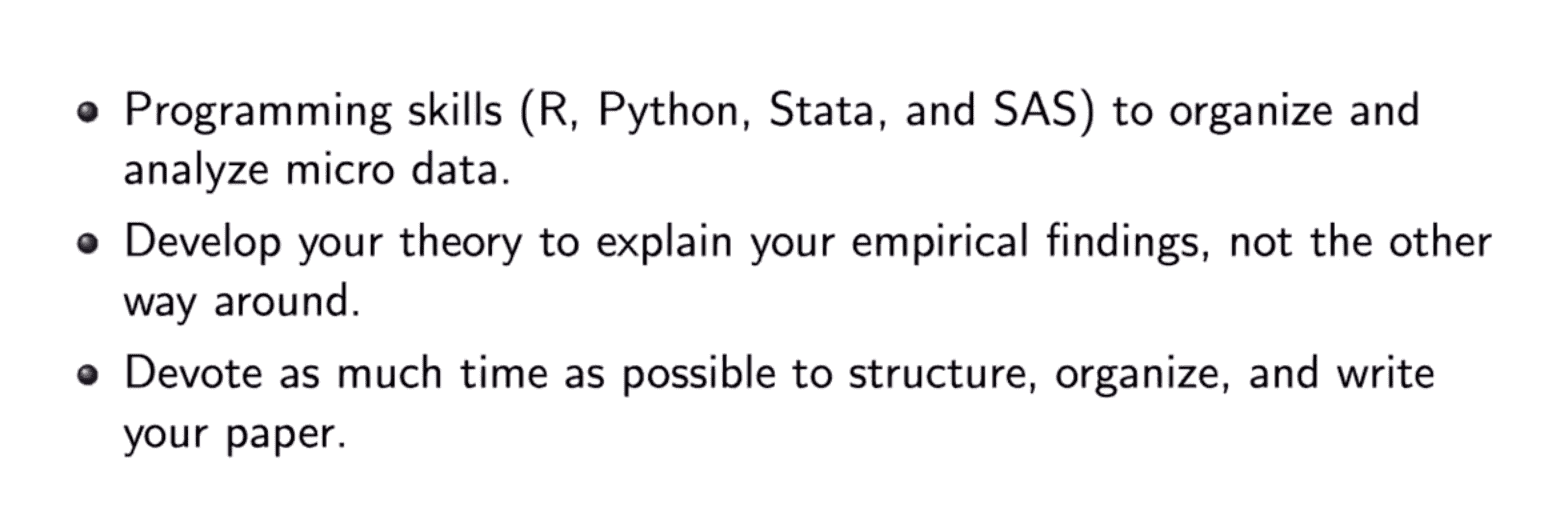 • Programming skills (R, Python, Stata, and SAS) to organize and
analyze micro data.
• Develop your theory to explain your empirical findings, not the other
way around.
• Devote as much time as possible to structure, organize, and write
your paper.